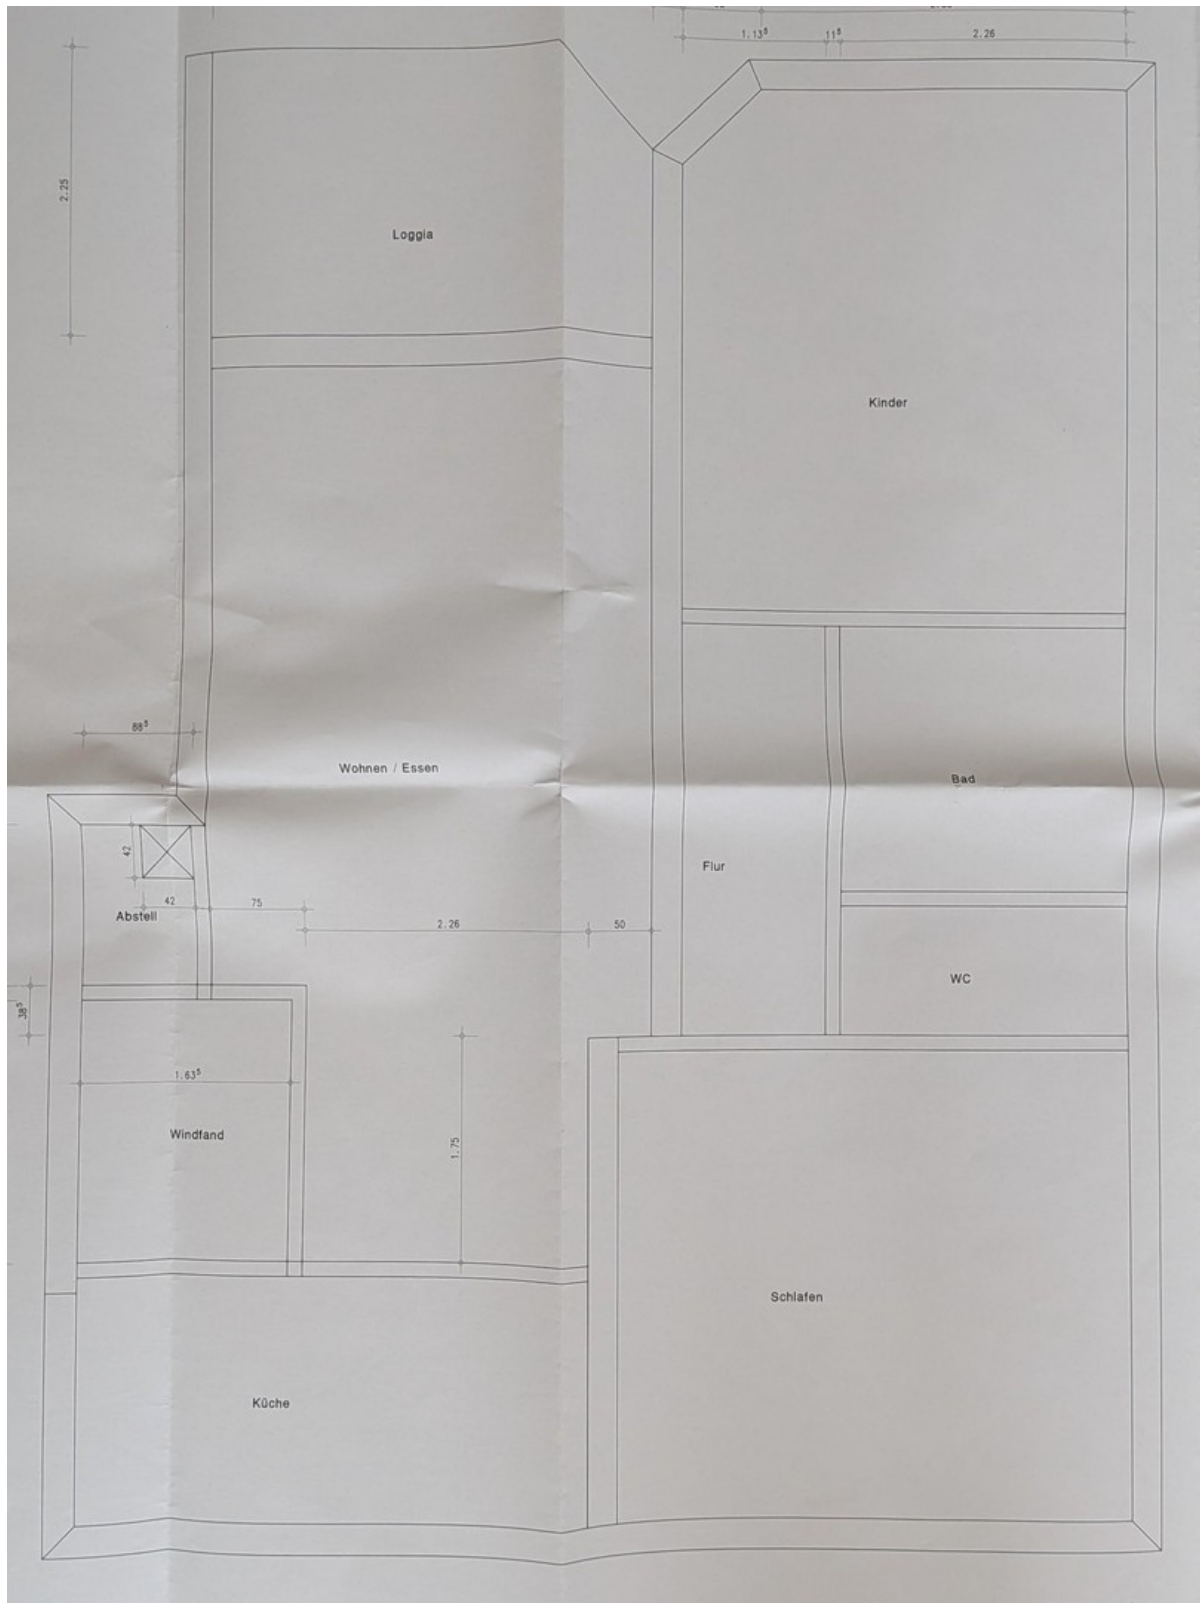 1.13⁵ 11⁵ 2.26
2.25
Loggia
Kinder
88⁵
Wohnen / Essen
Bad
42
Flur
42
75
Abstell
2.26
50
WC
38⁵
1.63⁵
Windfand
1.75
Schlafen
Küche